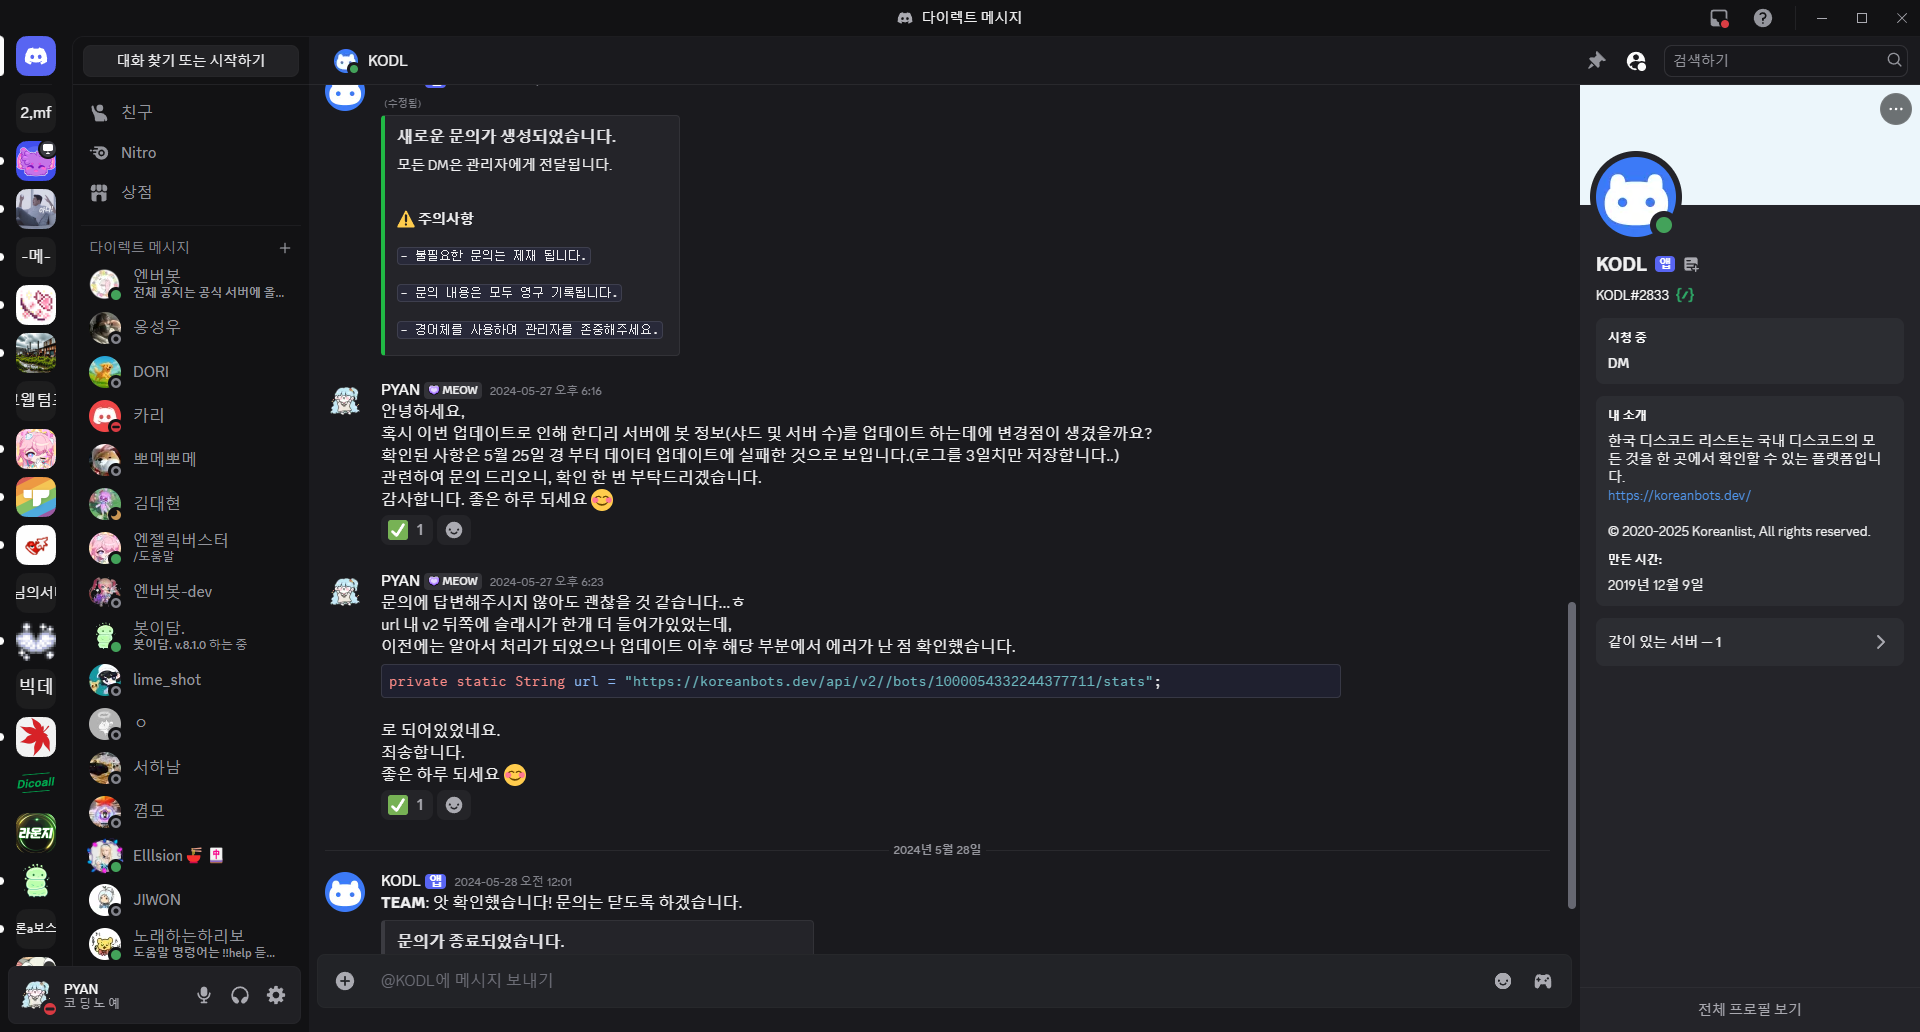 다이렉트 메시지
2,mf
-메-
빅데
Dicoall
라운지
론a보스
대화 찾기 또는 시작하기
친구
Nitro
상점
다이렉트 메시지
엔버봇
전체 공지는 공식 서버에 올...
옹성우
DORI
카리
뽀메뽀메
김대현
엔젤릭버스터
/도움말
엔버봇-dev
봇이담.
봇이담. v.8.1.0 하는 중
lime_shot
ㅇ
서하남
꼄모
Elllsion
JIWON
노래하는하리보
도움말 명령어는 !!help 듣...
PYAN
코 딩 노 예
KODL
검색하기
(수정됨)
새로운 문의가 생성되었습니다.
모든 DM은 관리자에게 전달됩니다.
⚠️ 주의사항
- 불필요한 문의는 제재 됩니다.
- 문의 내용은 모두 영구 기록됩니다.
- 경어체를 사용하며 관리자를 존중해주세요.
PYAN MEOW 2024-05-27 오후 6:16
안녕하세요,
혹시 이번 업데이트로 인해 한디리 서버에 봇 정보(샤드 및 서버 수)를 업데이트 하는데에 변경점이 생겼을까요?
확인된 사항은 5월 25일 경 부터 데이터 업데이트에 실패한 것으로 보입니다.(로그를 3일치만 저장합니다..)
관련하여 문의 드리오니, 확인 한 번 부탁드리겠습니다.
감사합니다. 좋은 하루 되세요 😊
✅ 1
PYAN MEOW 2024-05-27 오후 6:23
문의에 답변해주시지 않아도 괜찮을 것 같습니다...ㅎ
url 내 v2 뒤쪽에 슬래시가 한개 더 들어가있었는데,
이전에는 알아서 처리가 되었으나 업데이트 이후 해당 부분에서 에러가 난 점 확인했습니다.
private static String url = "https://koreanbots.dev/api/v2//bots/1000054332244377711/stats";
로 되어있었네요.
죄송합니다.
좋은 하루 되세요 😊
✅ 1
2024년 5월 28일
KODL 앱 2024-05-28 오전 12:01
TEAM: 앗 확인했습니다! 문의는 닫도록 하겠습니다.
문의가 종료되었습니다.
@KODL에 메시지 보내기
KODL 앱
KODL#2833
시청 중
DM
내 소개
한국 디스코드 리스트는 국내 디스코드의 모
든 것을 한 곳에서 확인할 수 있는 플랫폼입니
다.
https://koreanbots.dev/
© 2020-2025 Koreanlist, All rights reserved.
만든 시간:
2019년 12월 9일
같이 있는 서버 — 1
전체 프로필 보기